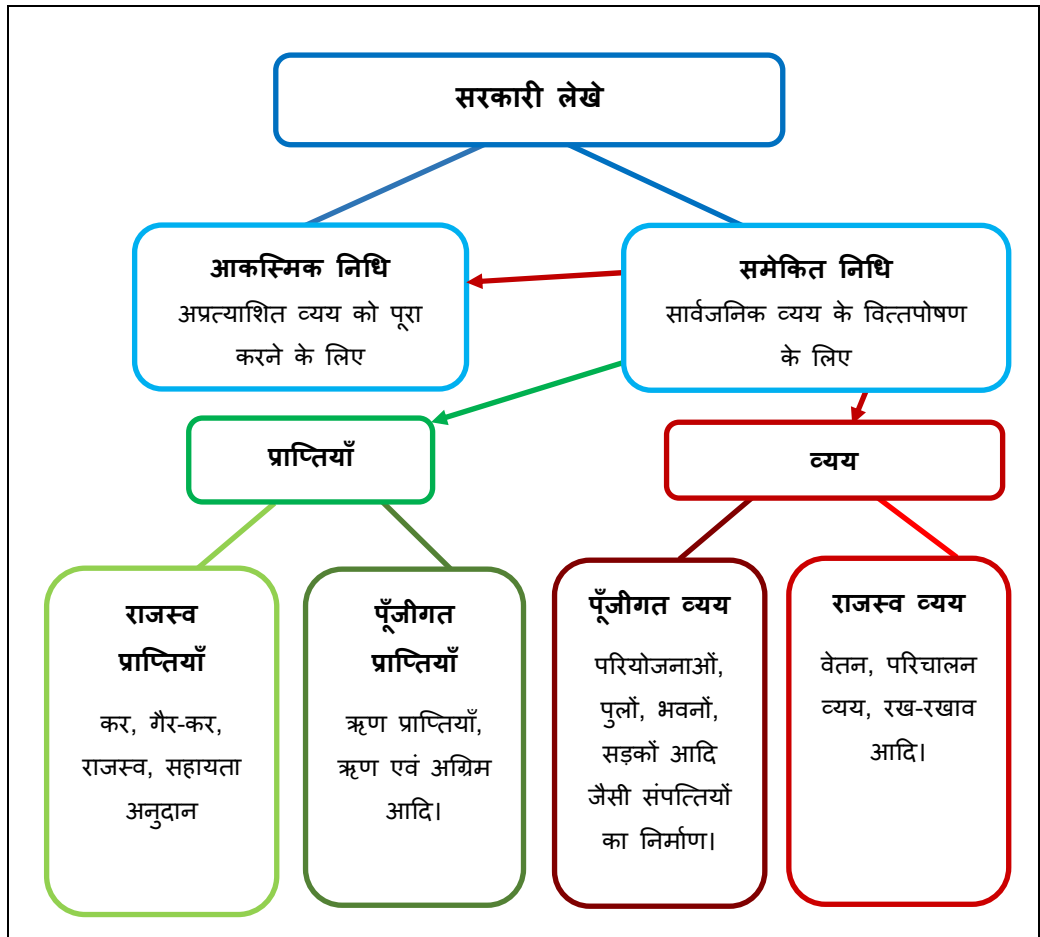 सरकारी लेखे
आकस्मिक निधि
अप्रत्याशित व्यय को पूरा
करने के लिए
समेकित निधि
सार्वजनिक व्यय के वित्तपोषण
के लिए
प्राप्तियाँ
व्यय
राजस्व
प्राप्तियाँ
कर, गैर-कर,
राजस्व, सहायता
अनुदान
पूँजीगत
प्राप्तियाँ
ऋण प्राप्तियाँ,
ऋण एवं अग्रिम
आदि।
पूँजीगत व्यय
परियोजनाओं,
पुलों, भवनों,
सड़कों आदि
जैसी संपत्तियों
का निर्माण।
राजस्व व्यय
वेतन, परिचालन
व्यय, रख-रखाव
आदि।